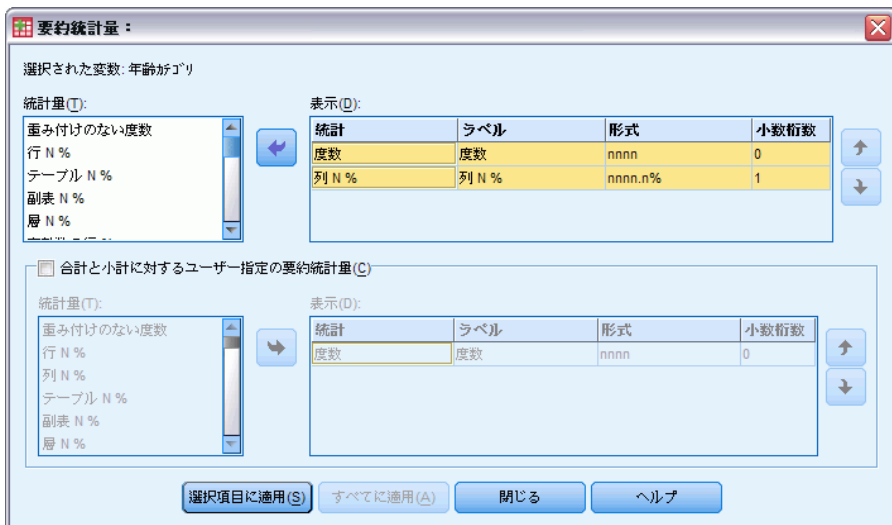 要約統計量：
選択された変数: 年齢ｶﾃｺﾞﾘ
統計量(T):
重み付けのない度数
行 N %
テーブル N %
副表 N %
層 N %
表示(D):
統計 ラベル 形式 小数桁数
度数 度数 nnnn 0
列 N % 列 N % nnnn.n% 1
合計と小計に対するユーザー指定の要約統計量(C)
統計量(T):
重み付けのない度数
行 N %
列 N %
テーブル N %
副表 N %
層 N %
表示(D):
統計 ラベル 形式 小数桁数
度数 度数 nnnn 0
選択項目に適用(S) すべてに適用(A) 閉じる ヘルプ